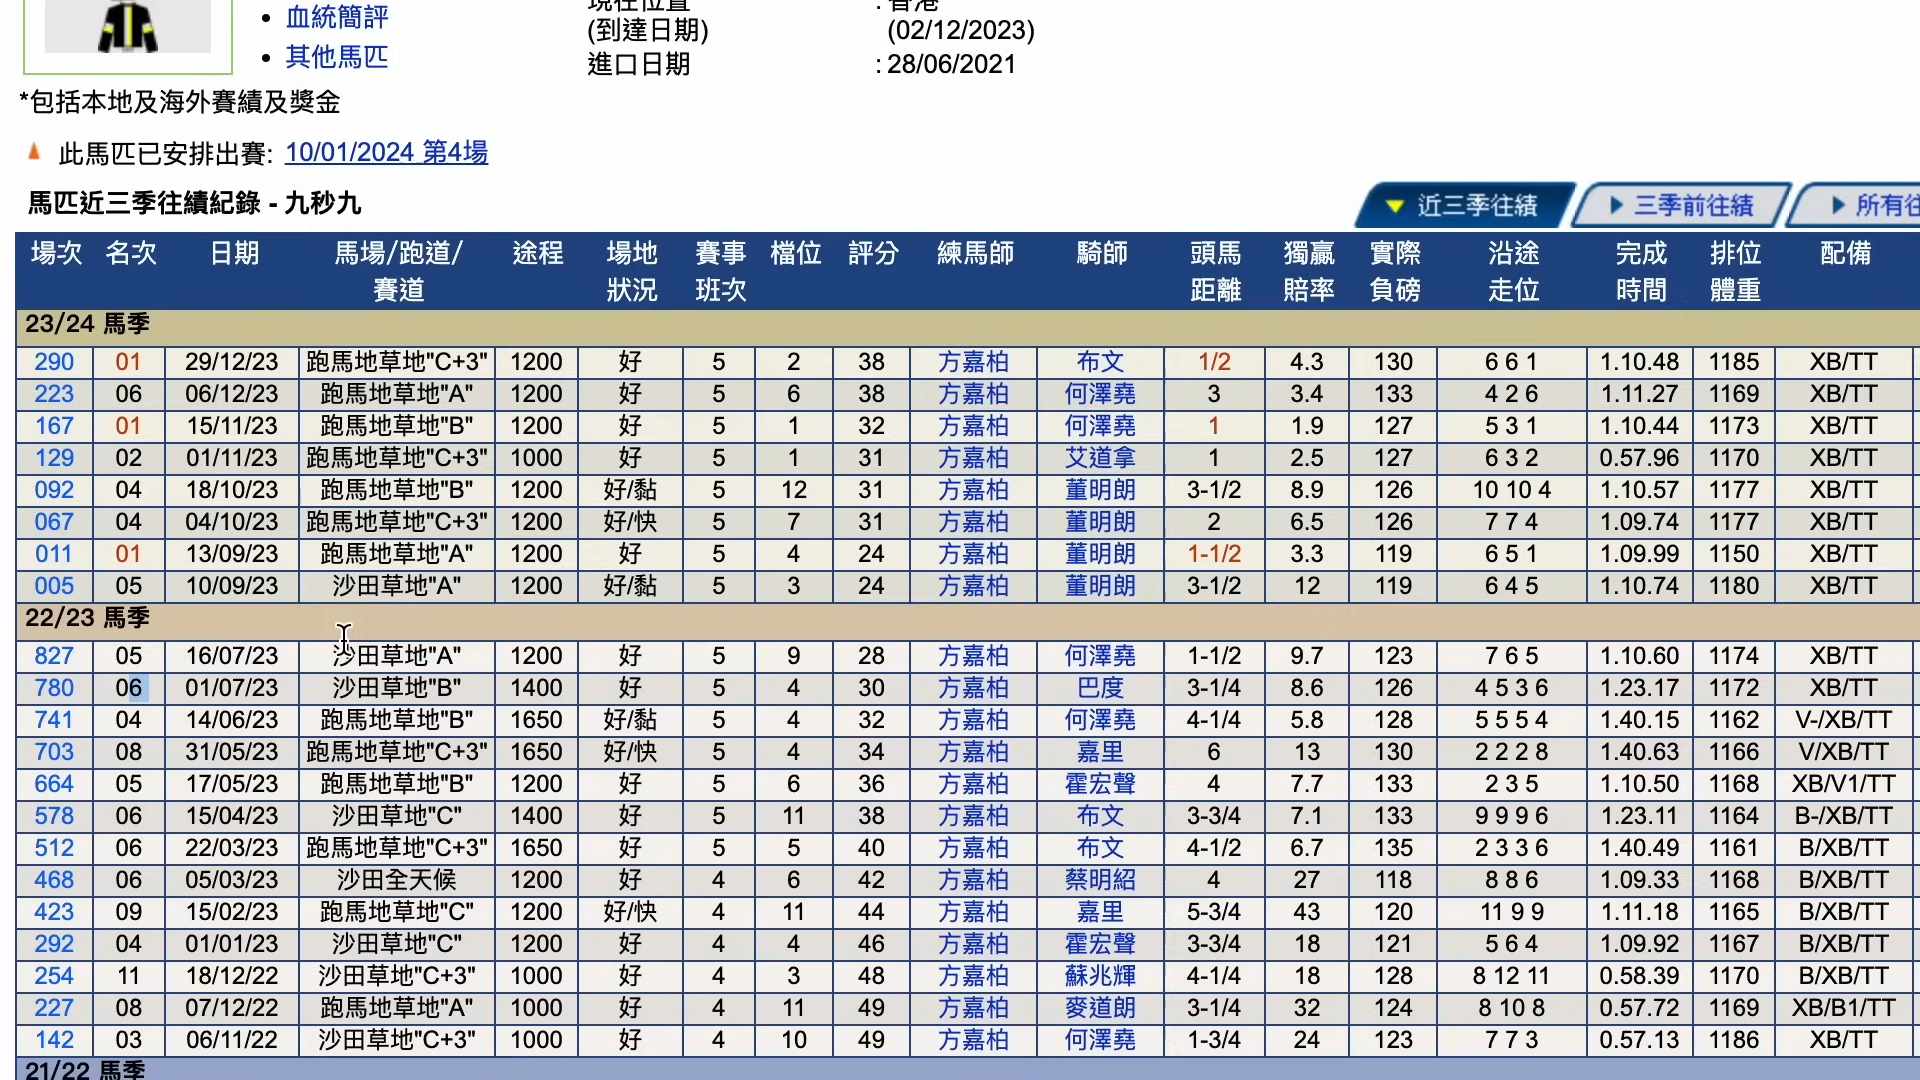 血統簡評
其他馬匹
現在位置 : 香港
(到達日期) (02/12/2023)
進口日期 : 28/06/2021
*包括本地及海外賽績及獎金
此馬匹已安排出賽: 10/01/2024 第4場
馬匹近三季往績紀錄 - 九秒九 近三季往績 三季前往績 所有往
場次 名次 日期 馬場/跑道/ 途程 場地 賽事 檔位 評分 練馬師 騎師 頭馬 獨贏 實際 沿途 完成 排位 配備
賽道 狀況 班次 距離 賠率 負磅 走位 時間 體重
23/24 馬季
290 01 29/12/23 跑馬地草地"C+3" 1200 好 5 2 38 方嘉柏 布文 1/2 4.3 130 6 6 1 1.10.48 1185 XB/TT
223 06 06/12/23 跑馬地草地"A" 1200 好 5 6 38 方嘉柏 何澤堯 3 3.4 133 4 2 6 1.11.27 1169 XB/TT
167 01 15/11/23 跑馬地草地"B" 1200 好 5 1 32 方嘉柏 何澤堯 1 1.9 127 5 3 1 1.10.44 1173 XB/TT
129 02 01/11/23 跑馬地草地"C+3" 1000 好 5 1 31 方嘉柏 艾道拿 1 2.5 127 6 3 2 0.57.96 1170 XB/TT
092 04 18/10/23 跑馬地草地"B" 1200 好/黏 5 12 31 方嘉柏 董明朗 3-1/2 8.9 126 10 10 4 1.10.57 1177 XB/TT
067 04 04/10/23 跑馬地草地"C+3" 1200 好/快 5 7 31 方嘉柏 董明朗 2 6.5 126 7 7 4 1.09.74 1177 XB/TT
011 01 13/09/23 跑馬地草地"A" 1200 好 5 4 24 方嘉柏 董明朗 1-1/2 3.3 119 6 5 1 1.09.99 1150 XB/TT
005 05 10/09/23 沙田草地"A" 1200 好/黏 5 3 24 方嘉柏 董明朗 3-1/2 12 119 6 4 5 1.10.74 1180 XB/TT
22/23 馬季
827 05 16/07/23 沙田草地"A" 1200 好 5 9 28 方嘉柏 何澤堯 1-1/2 9.7 123 7 6 5 1.10.60 1174 XB/TT
780 06 01/07/23 沙田草地"B" 1400 好 5 4 30 方嘉柏 巴度 3-1/4 8.6 126 4 5 3 6 1.23.17 1172 XB/TT
741 04 14/06/23 跑馬地草地"B" 1650 好/黏 5 4 32 方嘉柏 何澤堯 4-1/4 5.8 128 5 5 5 4 1.40.15 1162 V-/XB/TT
703 08 31/05/23 跑馬地草地"C+3" 1650 好/快 5 4 34 方嘉柏 嘉里 6 13 130 2 2 2 8 1.40.63 1166 V/XB/TT
664 05 17/05/23 跑馬地草地"B" 1200 好 5 6 36 方嘉柏 霍宏聲 4 7.7 133 2 3 5 1.10.50 1168 XB/V1/TT
578 06 15/04/23 沙田草地"C" 1400 好 5 11 38 方嘉柏 布文 3-3/4 7.1 133 9 9 9 6 1.23.11 1164 B-/XB/TT
512 06 22/03/23 跑馬地草地"C+3" 1650 好 5 5 40 方嘉柏 布文 4-1/2 6.7 135 2 3 3 6 1.40.49 1161 B/XB/TT
468 06 05/03/23 沙田全天候 1200 好 4 6 42 方嘉柏 蔡明紹 4 27 118 8 8 6 1.09.33 1168 B/XB/TT
423 09 15/02/23 跑馬地草地"C" 1200 好/快 4 11 44 方嘉柏 嘉里 5-3/4 43 120 11 9 9 1.11.18 1165 B/XB/TT
292 04 01/01/23 沙田草地"C" 1200 好 4 4 46 方嘉柏 霍宏聲 3-3/4 18 121 5 6 4 1.09.92 1167 B/XB/TT
254 11 18/12/22 沙田草地"C+3" 1000 好 4 3 48 方嘉柏 蘇兆輝 4-1/4 18 128 8 12 11 0.58.39 1170 B/XB/TT
227 08 07/12/22 跑馬地草地"A" 1000 好 4 11 49 方嘉柏 麥道朗 3-1/4 32 124 8 10 8 0.57.72 1169 XB/B1/TT
142 03 06/11/22 沙田草地"C+3" 1000 好 4 10 49 方嘉柏 何澤堯 1-3/4 24 123 7 7 3 0.57.13 1186 XB/TT
21/22 馬季